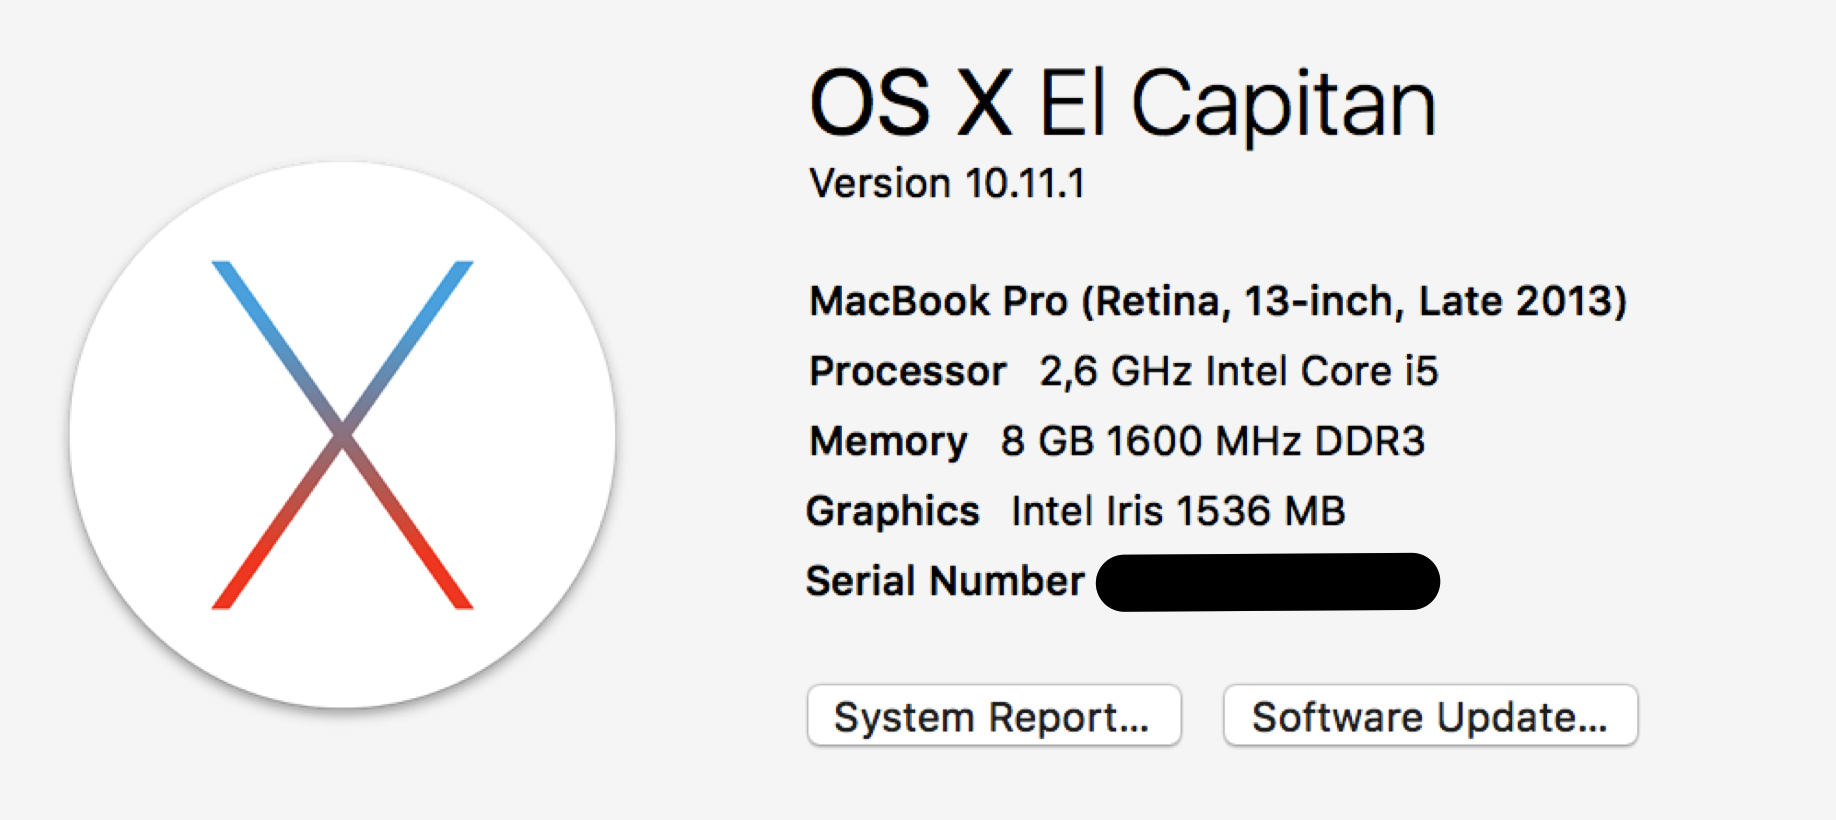 OS X El Capitan
Version 10.11.1
MacBook Pro (Retina, 13-inch, Late 2013)
Processor 2,6 GHz Intel Core i5
Memory 8 GB 1600 MHz DDR3
Graphics Intel Iris 1536 MB
Serial Number
System Report... Software Update...